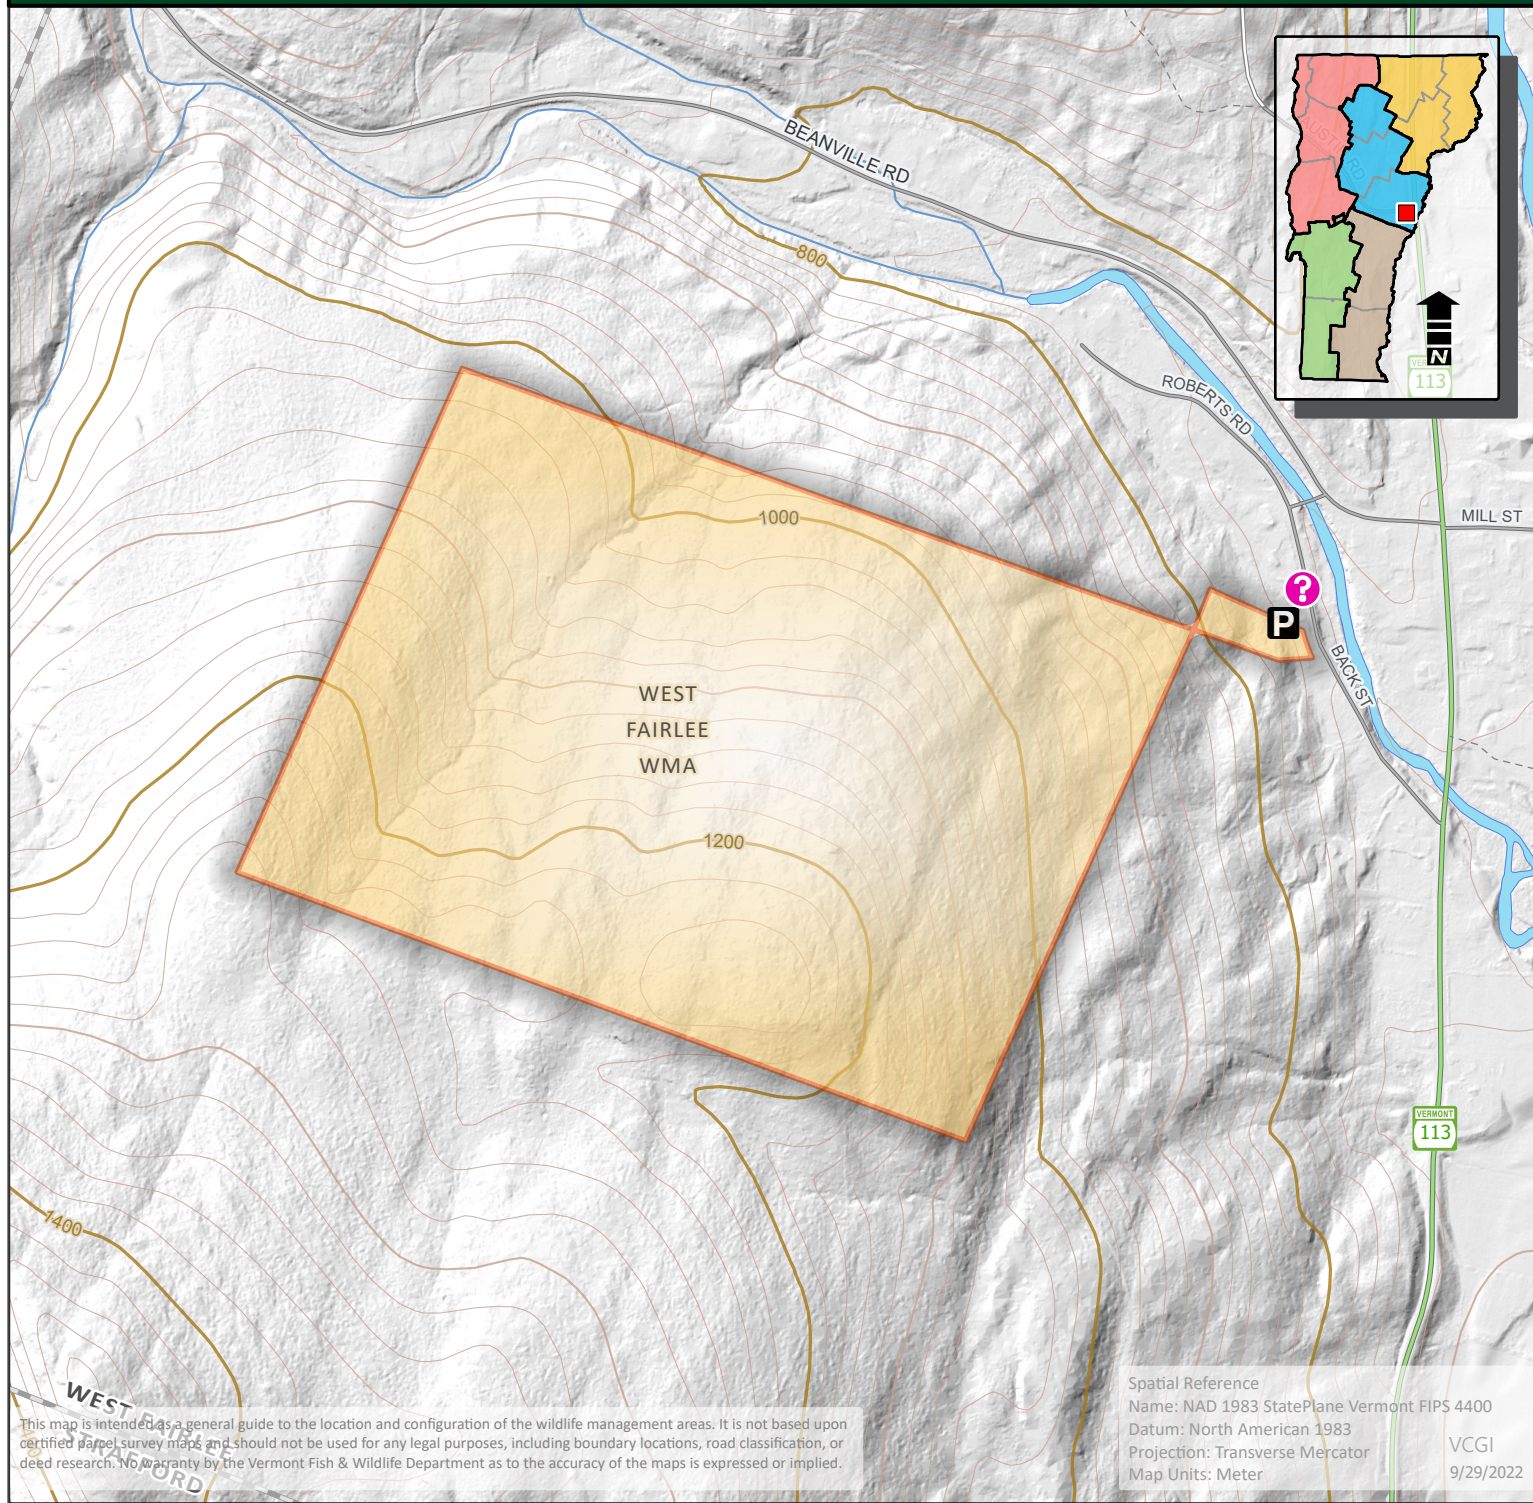 BEANVILLE RD
800
ROBERTS RD
VERMONT
113
N
MILL ST
1000
?
P
BACK ST
WEST
FAIRLEE
WMA
1200
VERMONT
113
1400
WEST FAIRLEE
STRAFFORD
This map is intended as a general guide to the location and configuration of the wildlife management areas. It is not based upon
certified parcel survey maps and should not be used for any legal purposes, including boundary locations, road classification, or
deed research. No warranty by the Vermont Fish & Wildlife Department as to the accuracy of the maps is expressed or implied.
Spatial Reference
Name: NAD 1983 StatePlane Vermont FIPS 4400
Datum: North American 1983
Projection: Transverse Mercator
Map Units: Meter
VCGI
9/29/2022